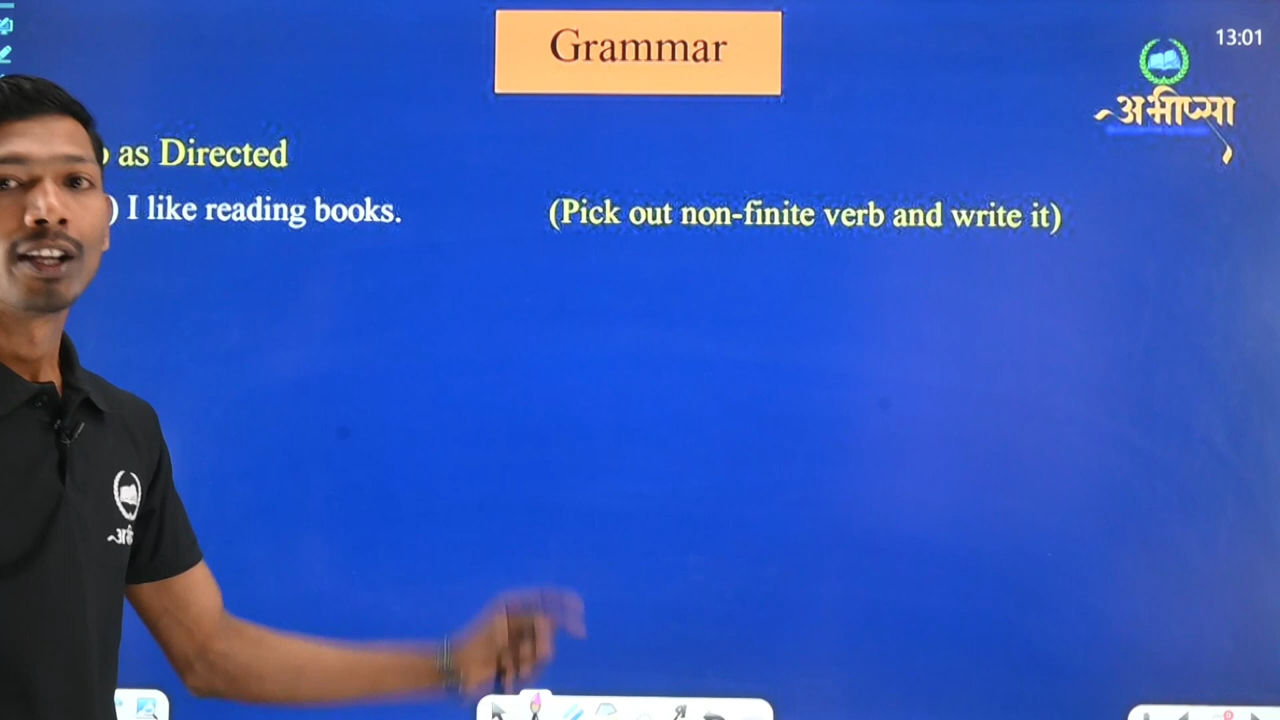 Grammar
13:01
अभीप्सा
as Directed
) I like reading books.
(Pick out non-finite verb and write it)